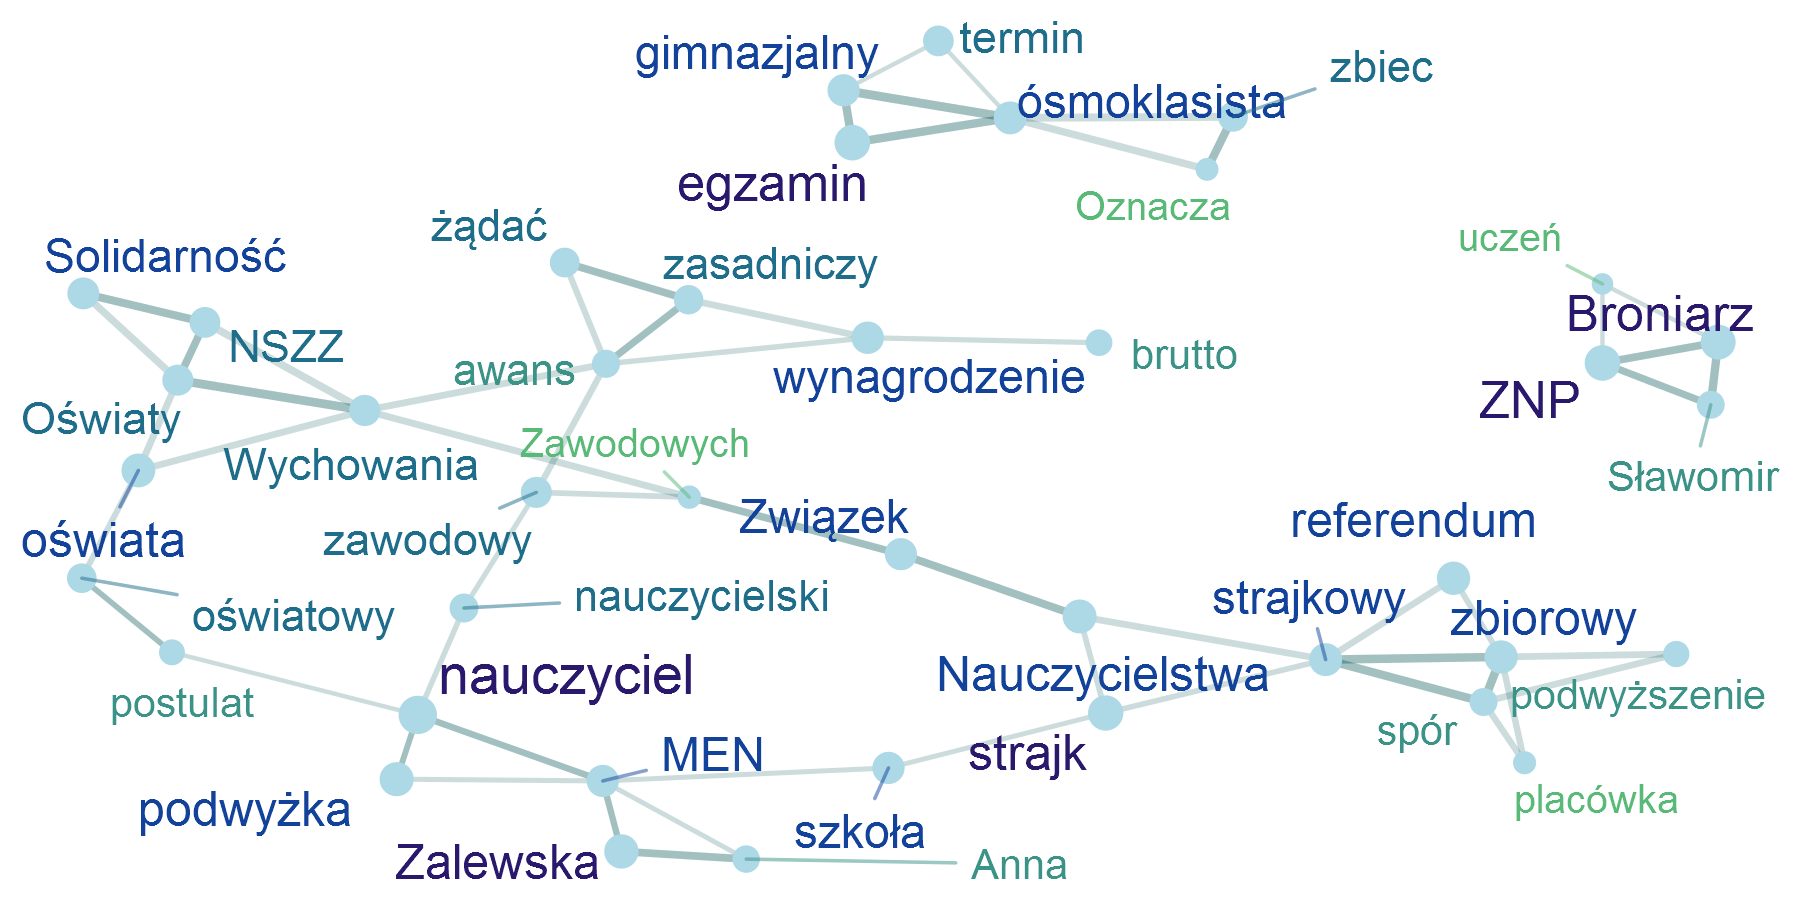 termin
gimnazjalny
zbiec
ósmoklasista
egzamin
Oznacza
żądać
uczeń
Solidarność
zasadniczy
Broniarz
NSZZ
brutto
awans
wynagrodzenie
ZNP
Oświaty
Zawodowych
Wychowania
Sławomir
Związek
referendum
oświata
zawodowy
nauczycielski
strajkowy
oświatowy
zbiorowy
nauczyciel
Nauczycielstwa
podwyższenie
postulat
spór
MEN
strajk
placówka
podwyżka
szkoła
Zalewska
Anna